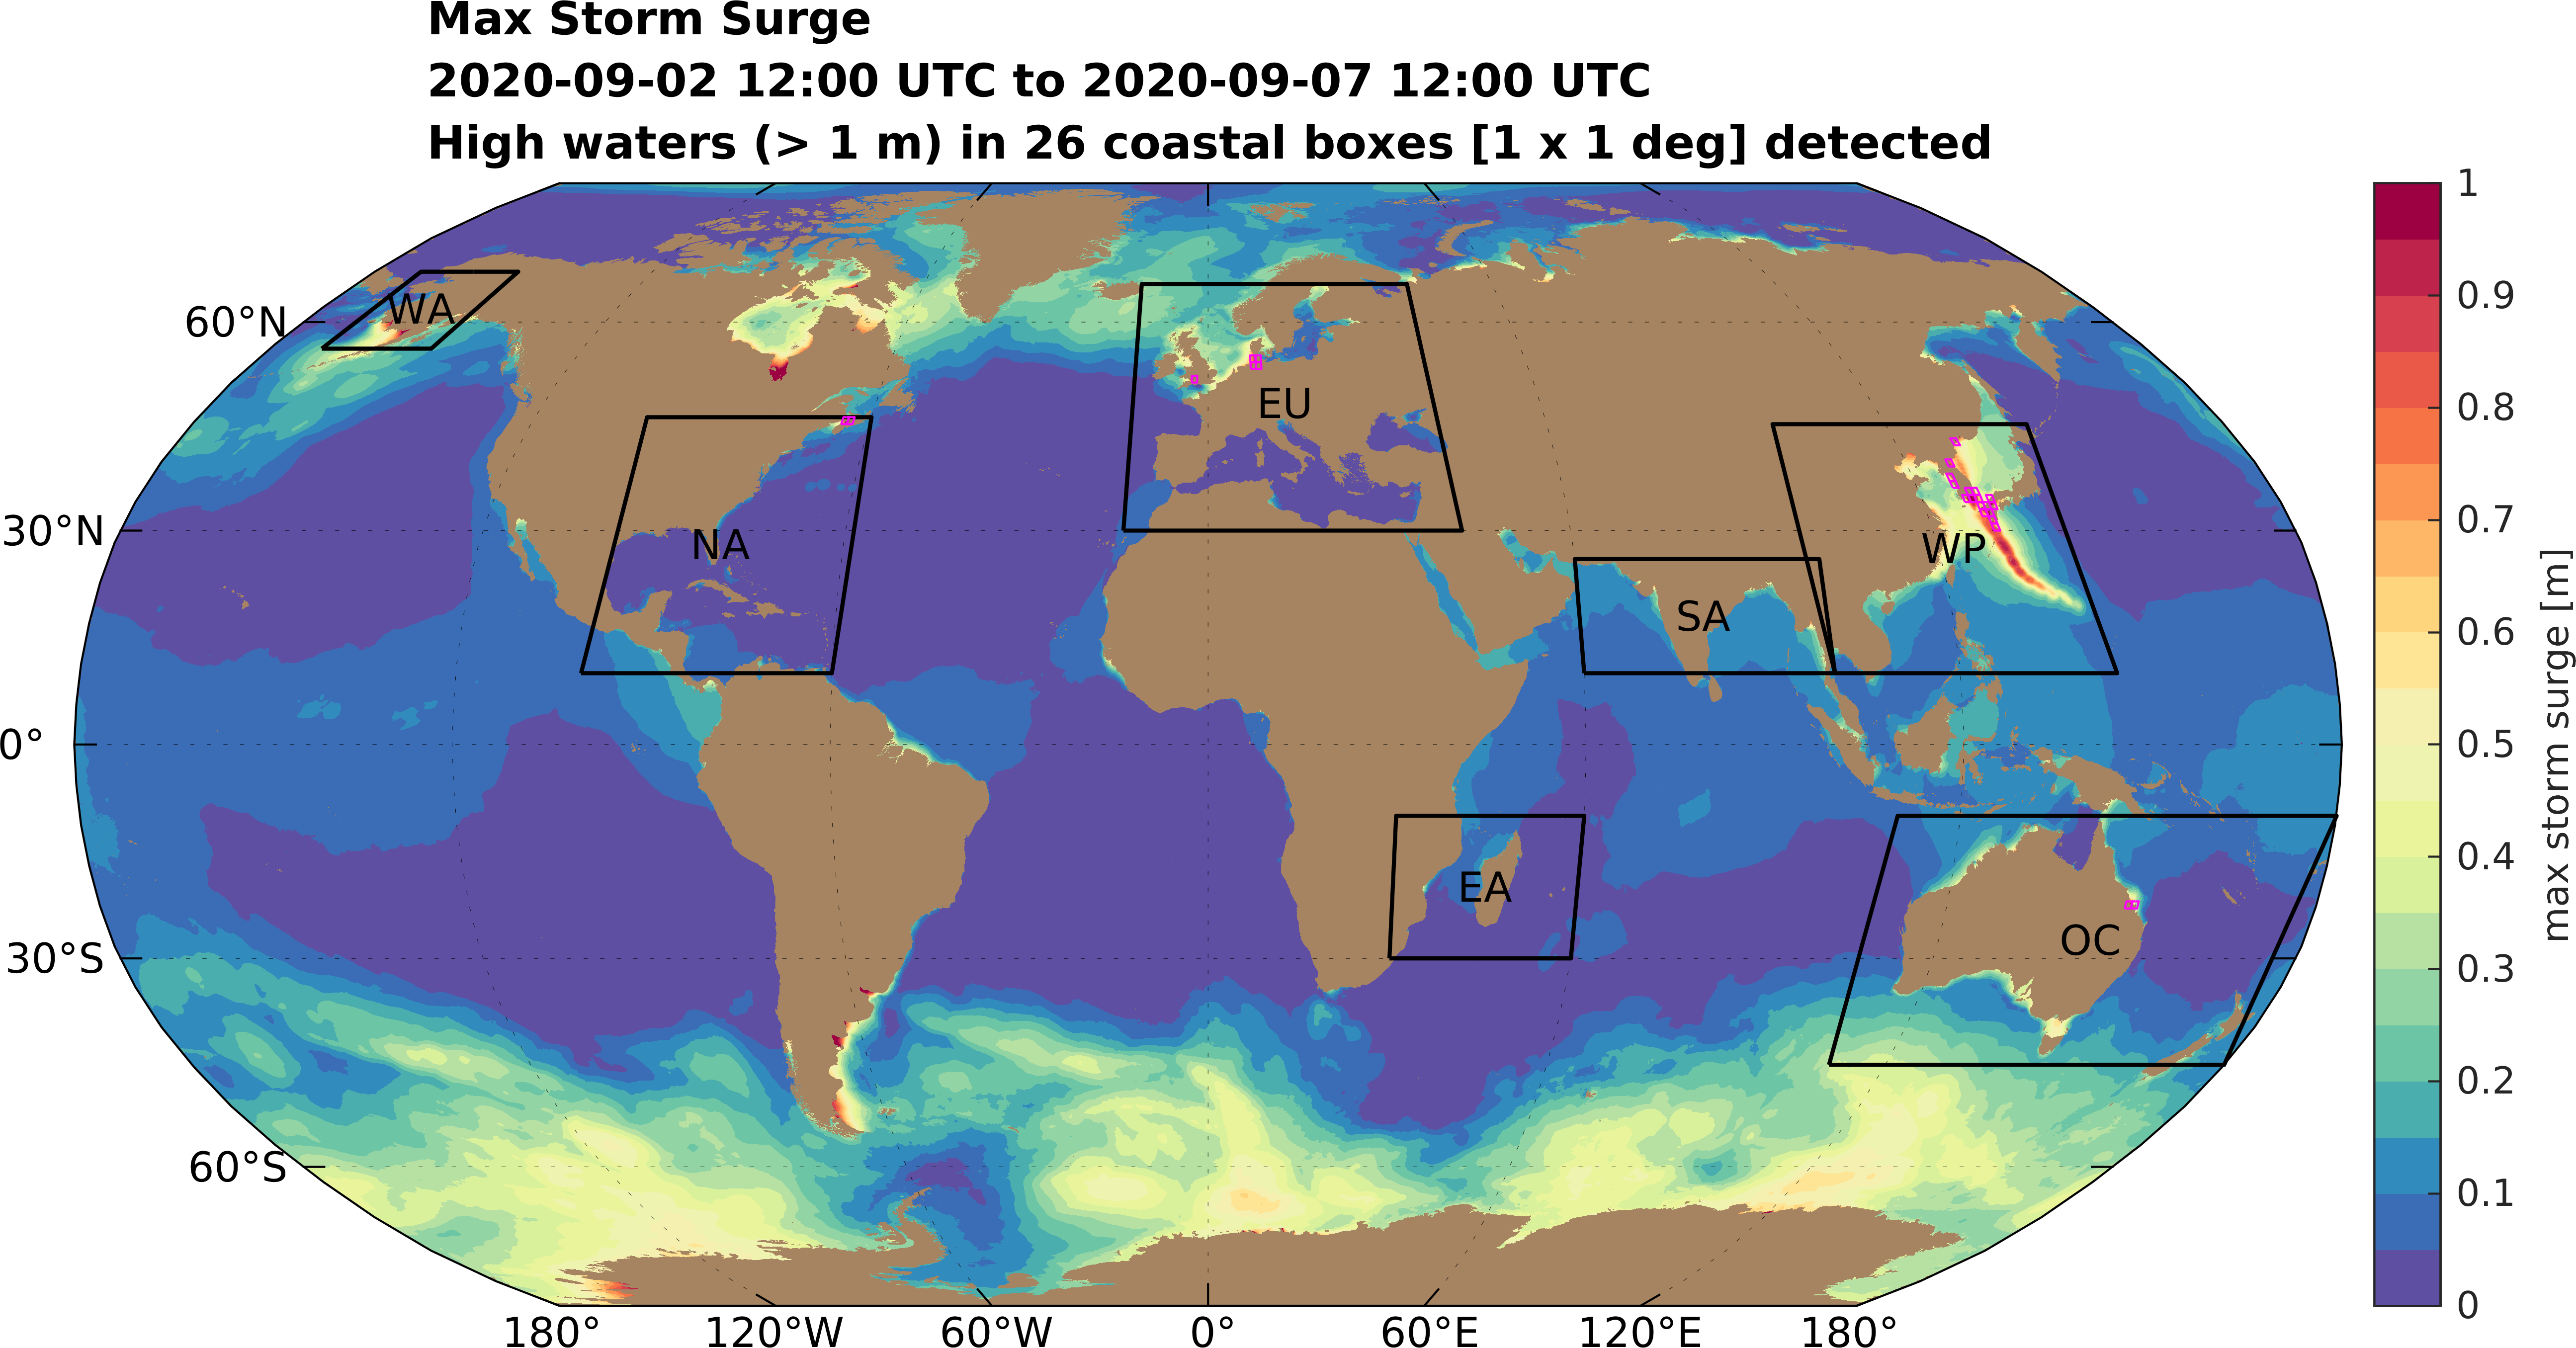 Max Storm Surge
2020-09-02 12:00 UTC to 2020-09-07 12:00 UTC
High waters (> 1 m) in 26 coastal boxes [1 x 1 deg] detected
60°N
30°N
0°
30°S
60°S
WA
NA
EU
SA
WP
EA
OC
180°
120°W
60°W
0°
60°E
120°E
180°
1
0.9
0.8
0.7
0.6
0.5
0.4
0.3
0.2
0.1
0
max storm surge [m]